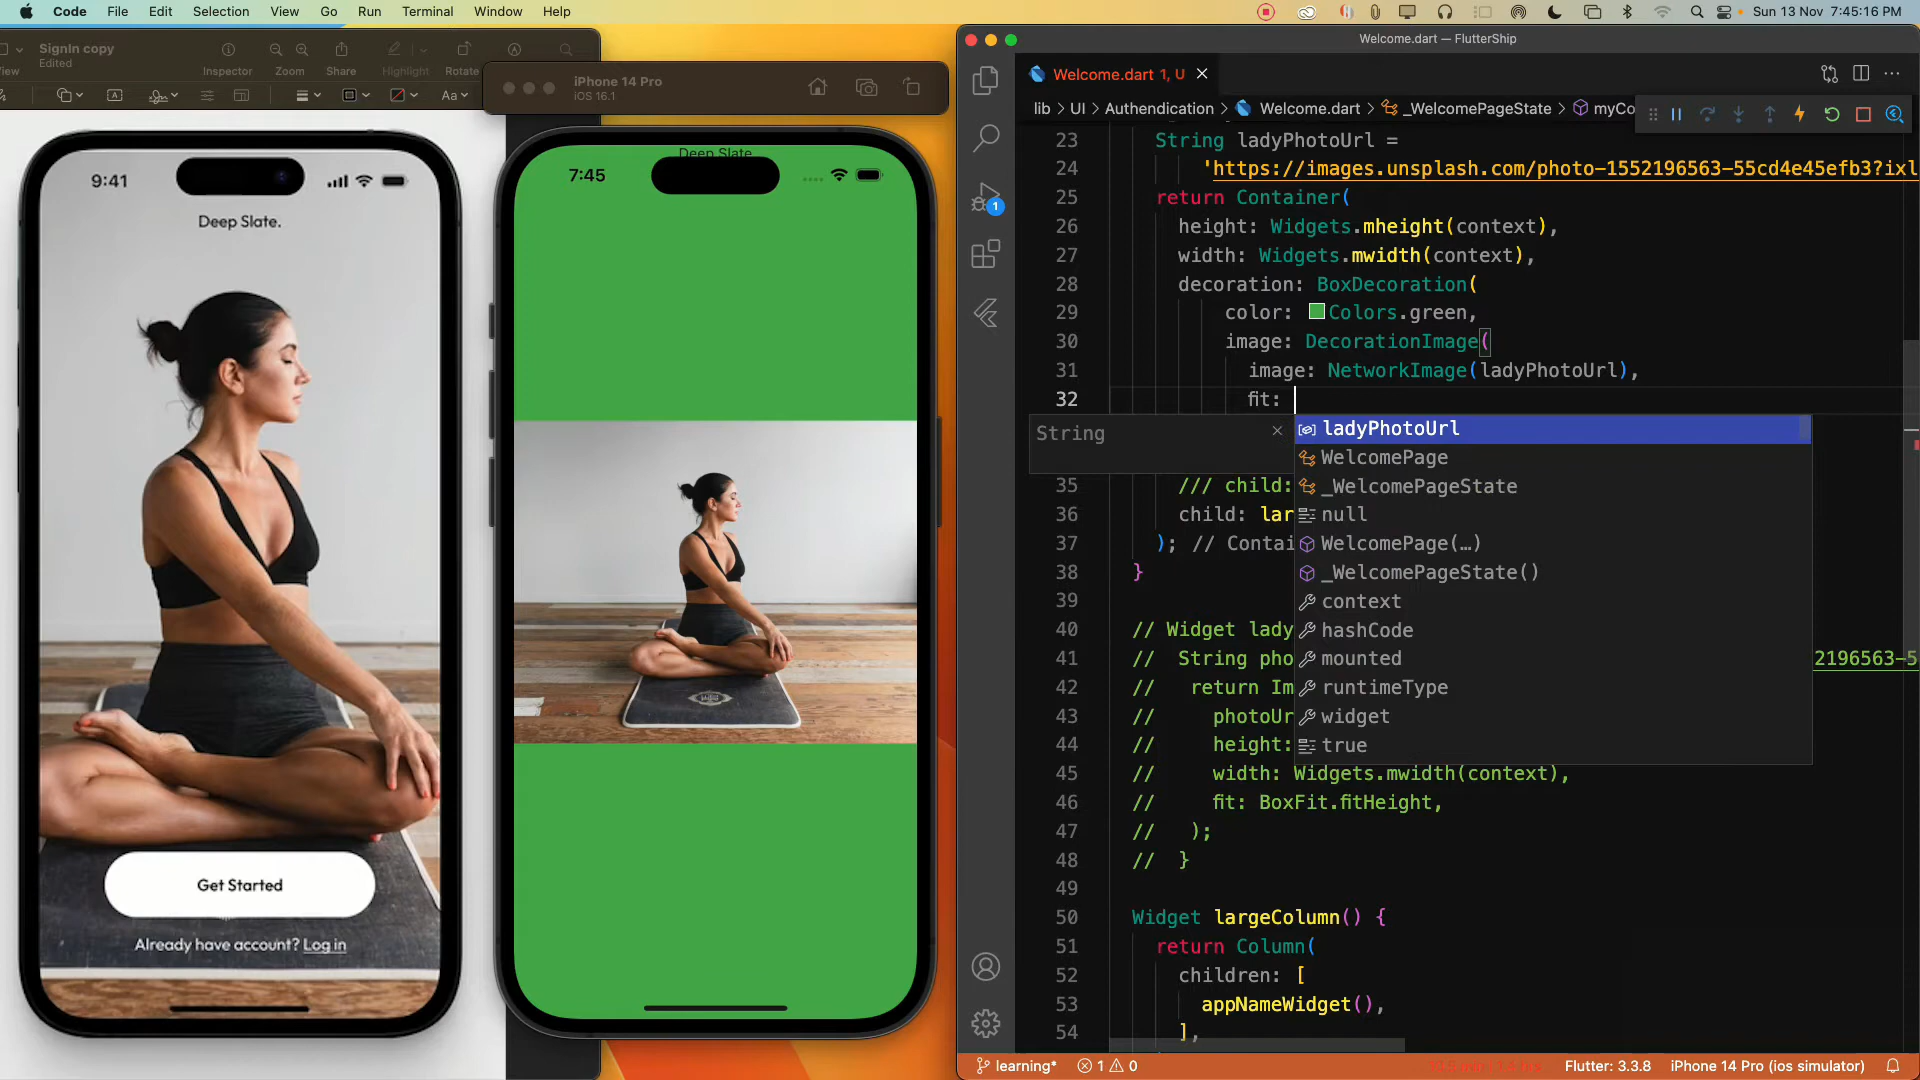 Code File Edit Selection View Go Run Terminal Window Help
Sun 13 Nov 7:45:16 PM
SignIn copy
Edited
Inspector Zoom Share Highlight Rotate
iPhone 14 Pro
iOS 16.1
Aa
9:41
Deep Slate.
Get Started
Already have account? Log in
Deep Slate
7:45
Welcome.dart — FlutterShip
Welcome.dart 1, U
lib UI Authendication Welcome.dart _WelcomePageState myCo
1
23 String ladyPhotoUrl =
24 'https://images.unsplash.com/photo-1552196563-55cd4e45efb3?ixl
25 return Container(
26 height: Widgets.mheight(context),
27 width: Widgets.mwidth(context),
28 decoration: BoxDecoration(
29 color: Colors.green,
30 image: DecorationImage(
31 image: NetworkImage(ladyPhotoUrl),
32 fit:
String
ladyPhotoUrl
WelcomePage
_WelcomePageState
null
WelcomePage(…)
_WelcomePageState()
context
hashCode
mounted
runtimeType
widget
true
35 /// child:
36 child: lar
37 ); // Contai
38 }
39
40 // Widget lady
41 // String pho 2196563-5
42 // return Im
43 // photoUr
44 // height:
45 // width: Widgets.mwidth(context),
46 // fit: BoxFit.fitHeight,
47 // );
48 // }
49
50 Widget largeColumn() {
51 return Column(
52 children: [
53 appNameWidget(),
54 ],
learning* 1 0
Flutter: 3.3.8 iPhone 14 Pro (ios simulator)